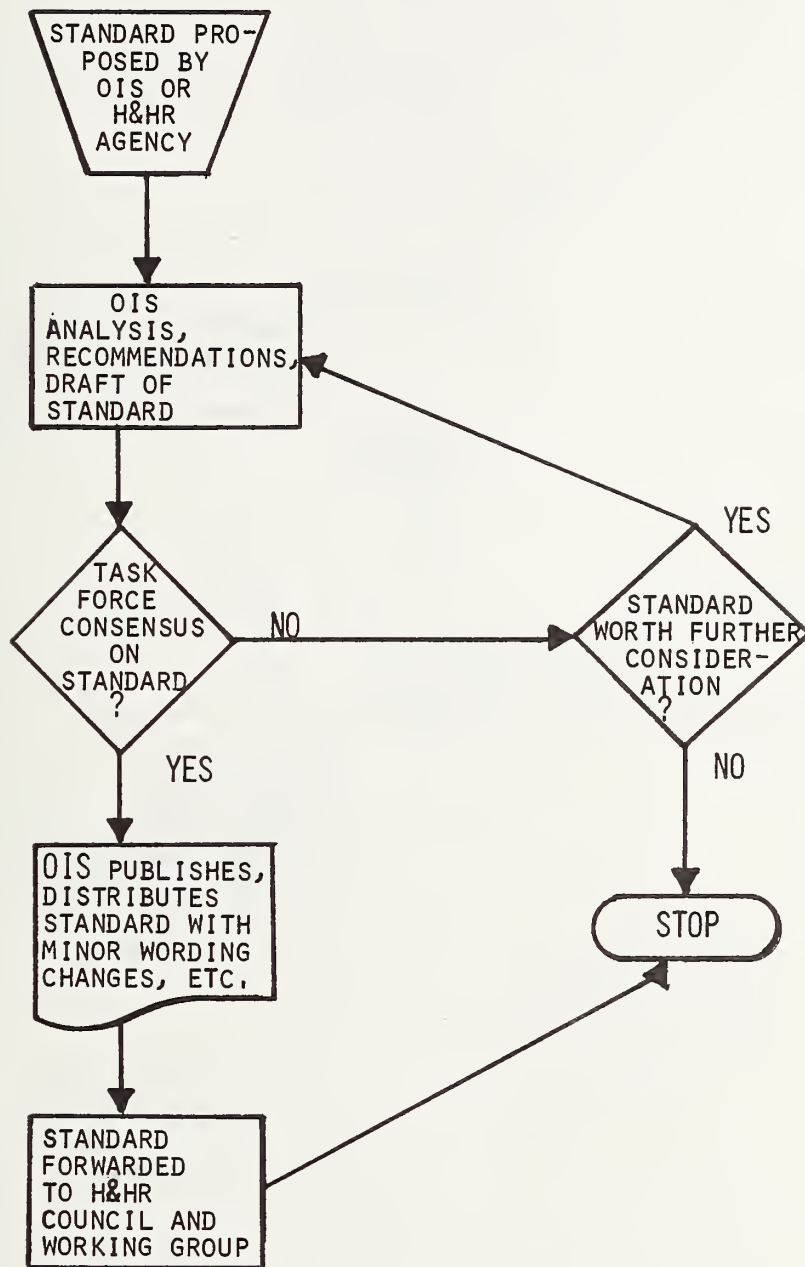 STANDARD PRO-
POSED BY
OIS OR
H&HR
AGENCY
OIS
ANALYSIS,
RECOMMENDATIONS,
DRAFT OF
STANDARD
TASK
FORCE
CONSENSUS
ON
STANDARD
?
NO
YES
STANDARD
WORTH FURTHER
CONSIDER-
ATION
?
YES
NO
OIS PUBLISHES,
DISTRIBUTES
STANDARD WITH
MINOR WORDING
CHANGES, ETC.
STOP
STANDARD
FORWARDED
TO H&HR
COUNCIL AND
WORKING GROUP